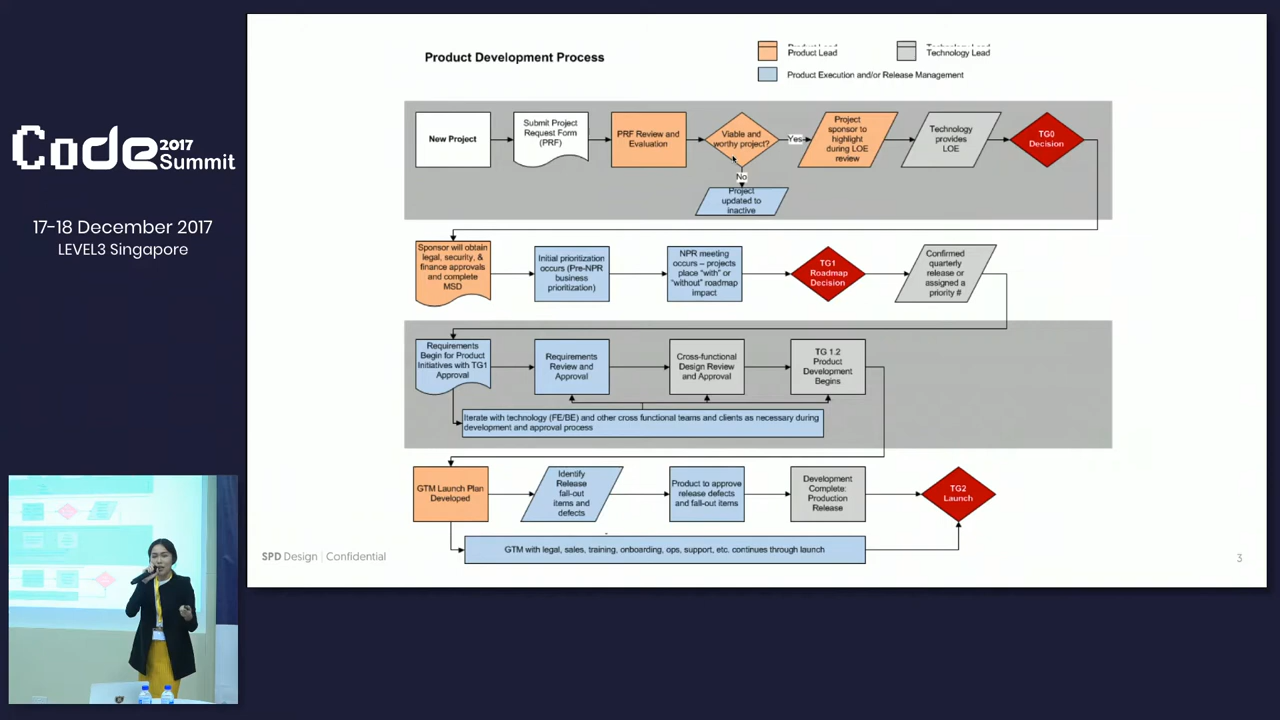 Code 2017
Summit
17-18 December 2017
LEVEL3 Singapore
Product Development Process
Product Lead
Technology Lead
Product Execution and/or Release Management
New Project
Submit Project
Request Form
(PRF)
PRF Review and
Evaluation
Viable and
worthy project?
Yes
Project
sponsor to
highlight
during LOE
review
Technology
provides
LOE
TG0
Decision
No
Project
updated to
inactive
Sponsor will obtain
legal, security, &
finance approvals
and complete
MSD
Initial prioritization
occurs (Pre-NPR
business
prioritization)
NPR meeting
occurs – projects
place "with" or
"without" roadmap
impact
TG1
Roadmap
Decision
Confirmed
quarterly
release or
assigned a
priority #
Requirements
Begin for Product
Initiatives with TG1
Approval
Requirements
Review and
Approval
Cross-functional
Design Review
and Approval
TG 1.2
Product
Development
Begins
Iterate with technology (FE/BE) and other cross functional teams and clients as necessary during
development and approval process
GTM Launch Plan
Developed
Identify
Release
fall-out
items and
defects
Product to approve
release defects
and fall-out items
Development
Complete:
Production
Release
TG2
Launch
GTM with legal, sales, training, onboarding, ops, support, etc. continues through launch
SPD Design | Confidential
3